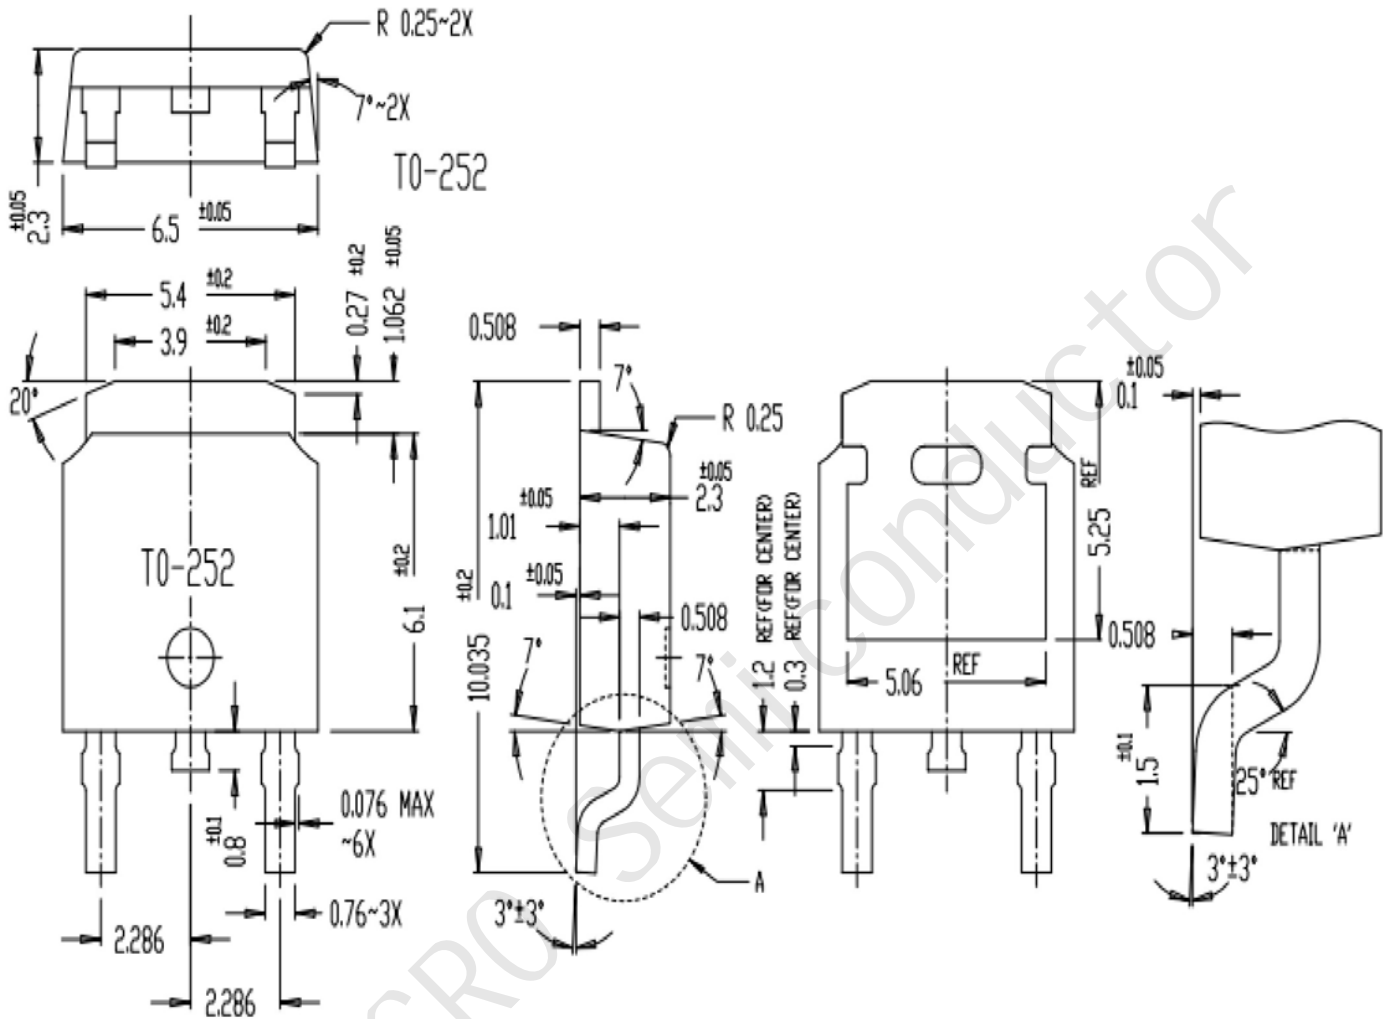 R 0.25~2X
7°~2X
TO-252
±0.05
2.3
6.5 ±0.05
5.4 ±0.2
3.9 ±0.2
0.27 ±0.2
1.062 ±0.05
20°
TO-252
6.1 ±0.2
0.8 ±0.1
0.076 MAX
~6X
0.76~3X
2.286
2.286
0.508
7°
R 0.25
±0.05
2.3
±0.05
1.01
±0.05
0.1
10.035 ±0.2
0.508
7°
7°
A
3°±3°
1.2 REF(FOR CENTER)
0.3 REF(FOR CENTER)
5.25 REF
5.06 REF
±0.05
0.1
0.508
1.5 ±0.1
25° REF
DETAIL 'A'
3°±3°
CRO Semi conductor